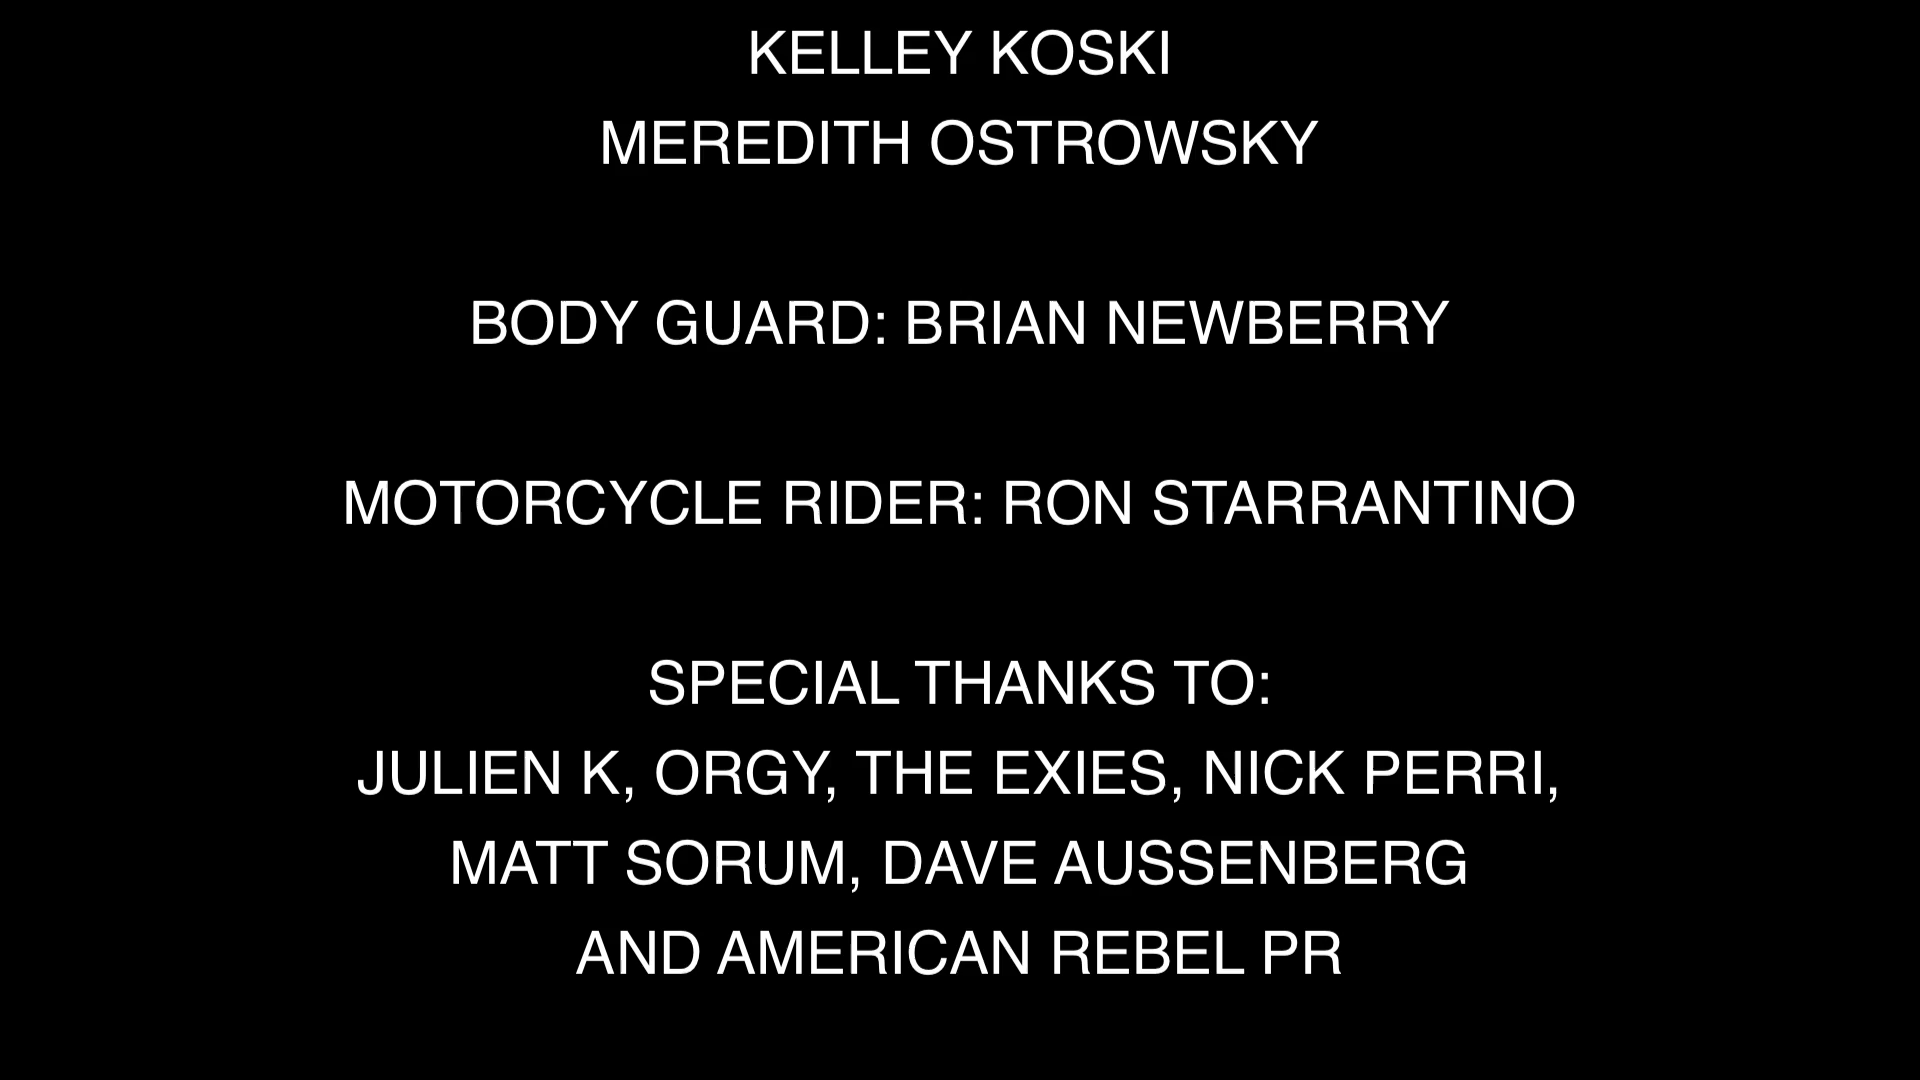 KELLEY KOSKI
MEREDITH OSTROWSKY
BODY GUARD: BRIAN NEWBERRY
MOTORCYCLE RIDER: RON STARRANTINO
SPECIAL THANKS TO:
JULIEN K, ORGY, THE EXIES, NICK PERRI,
MATT SORUM, DAVE AUSSENBERG
AND AMERICAN REBEL PR